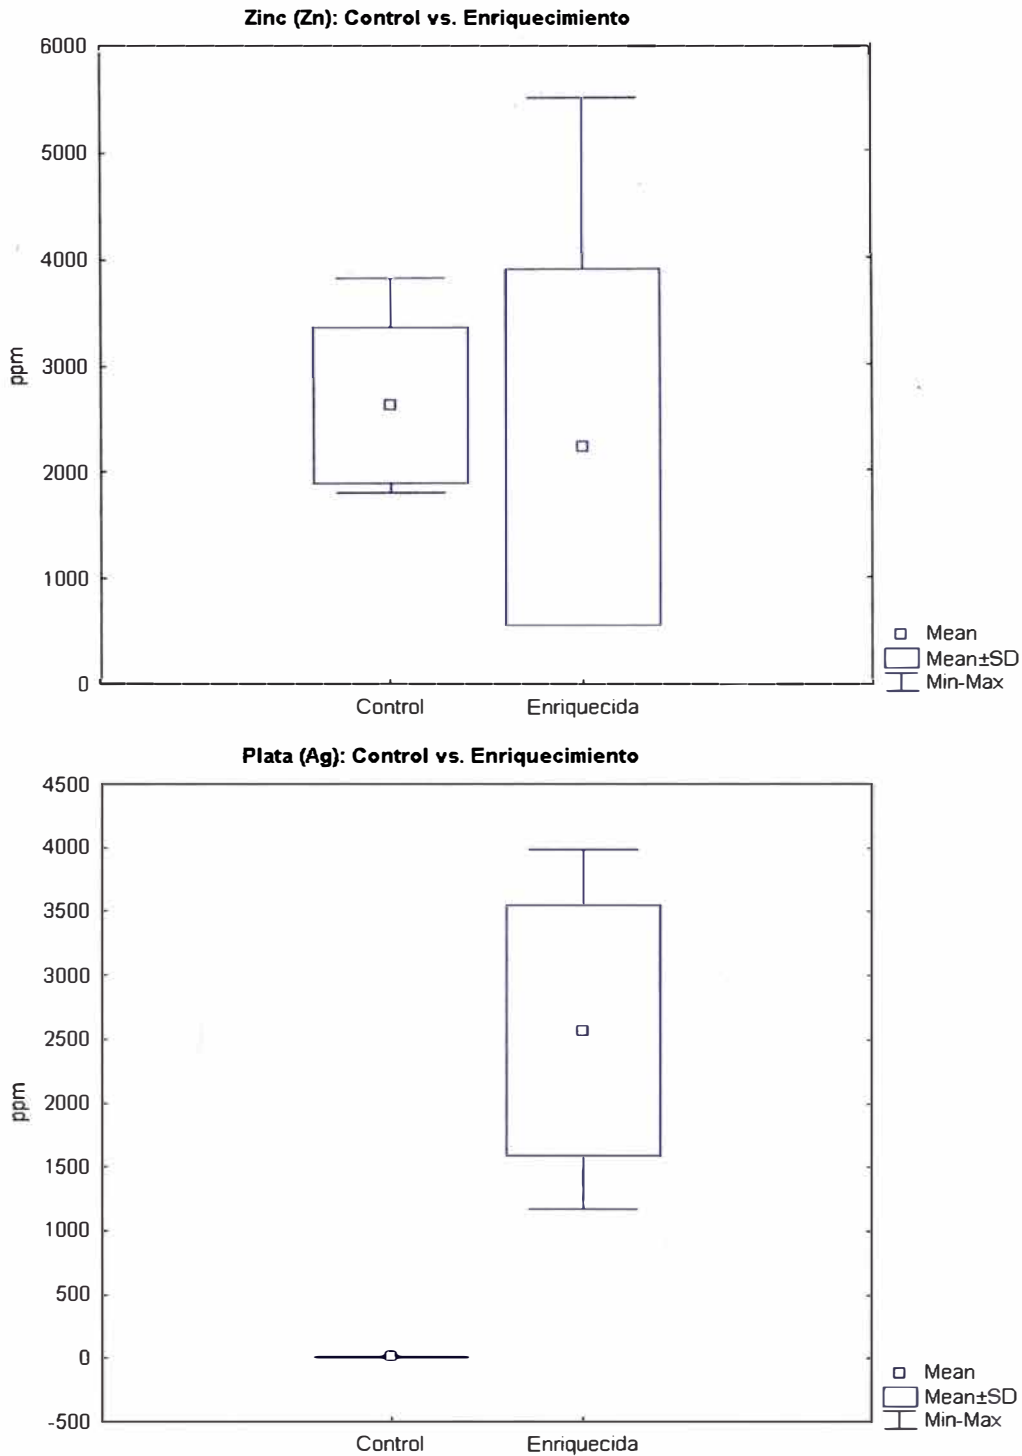 Zinc (Zn): Control vs. Enriquecimiento
6000
5000
4000
3000
2000
1000
0
ppm
Control Enriquecida
Mean
Mean±SD
Min-Max
Plata (Ag): Control vs. Enriquecimiento
4500
4000
3500
3000
2500
2000
1500
1000
500
0
-500
ppm
Control Enriquecida
Mean
Mean±SD
Min-Max